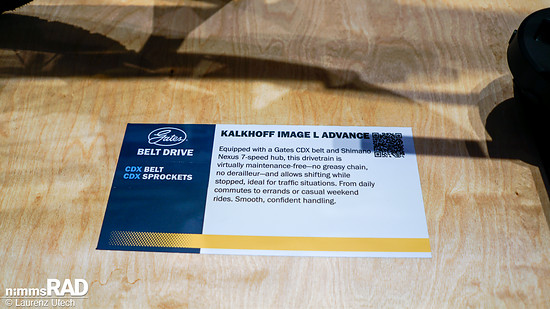 Gates
BELT DRIVE
CDX BELT
CDX SPROCKETS
KALKHOFF IMAGE L ADVANCE
Equipped with a Gates CDX belt and Shimano
Nexus 7-speed hub, this drivetrain is
virtually maintenance-free—no greasy chain,
no derailleur—and allows shifting while
stopped, ideal for traffic situations. From daily
commutes to errands or casual weekend
rides. Smooth, confident handling.
nimmsRAD
© Laurenz Utech